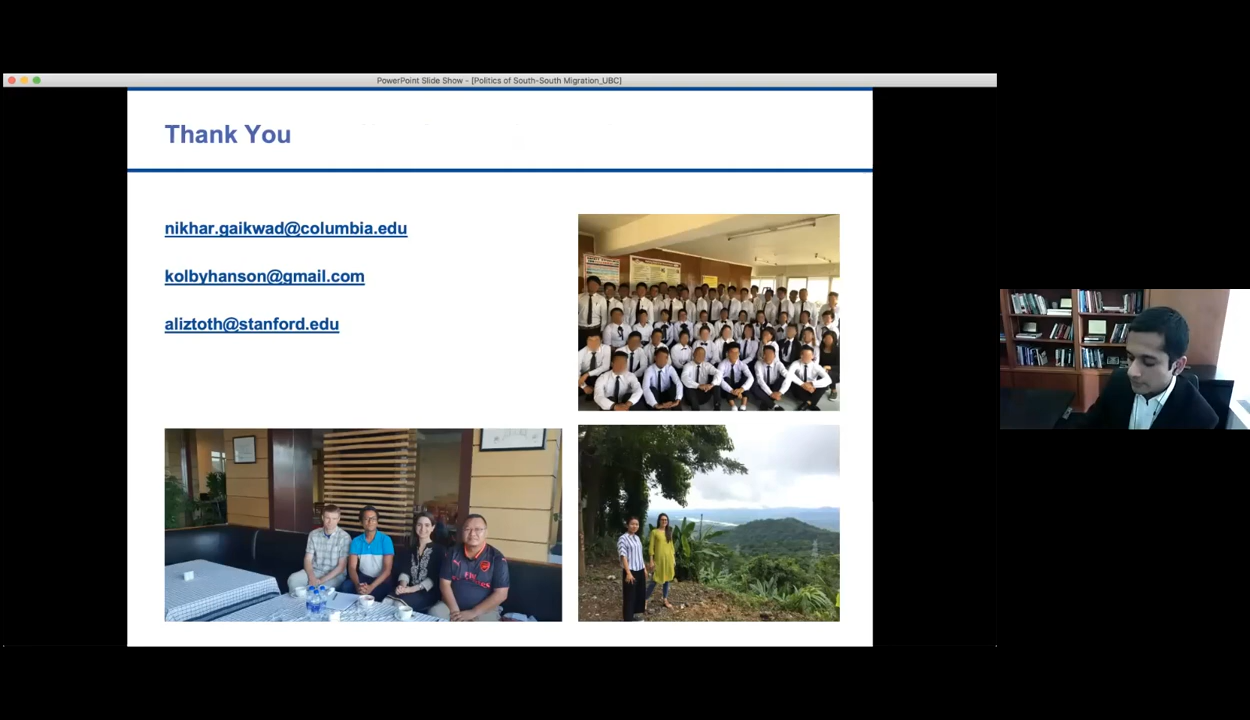 PowerPoint Slide Show - [Politics of South-South Migration_UBC]
Thank You
nikhar.gaikwad@columbia.edu
kolbyhanson@gmail.com
aliztoth@stanford.edu